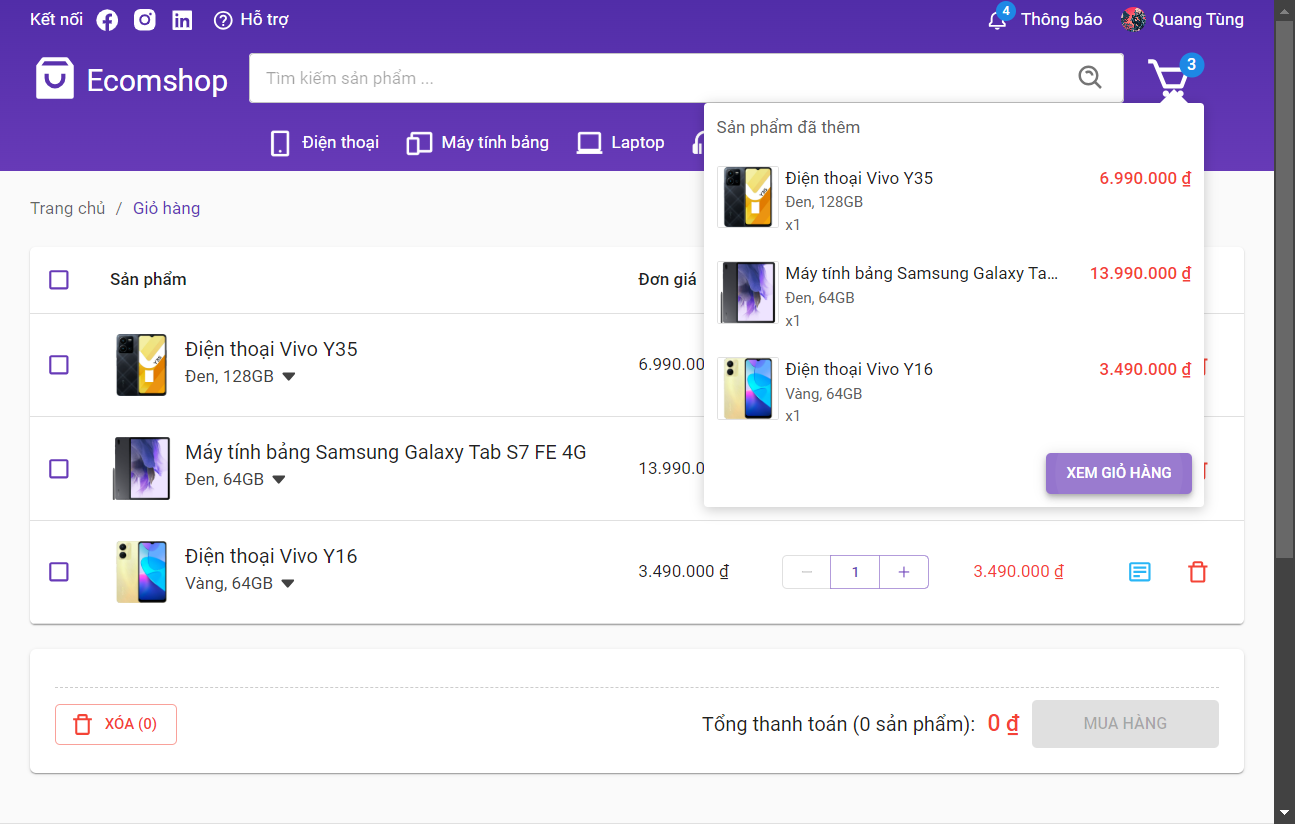 Kết nối
Hỗ trợ
4
Thông báo
Quang Tùng
Ecomshop
Tìm kiếm sản phẩm ...
3
Điện thoại
Máy tính bảng
Laptop
Sản phẩm đã thêm
Điện thoại Vivo Y35
6.990.000 ₫
Đen, 128GB
x1
Máy tính bảng Samsung Galaxy Ta...
13.990.000 ₫
Đen, 64GB
x1
Điện thoại Vivo Y16
3.490.000 ₫
Vàng, 64GB
x1
XEM GIỎ HÀNG
Trang chủ / Giỏ hàng
Sản phẩm
Đơn giá
Điện thoại Vivo Y35
Đen, 128GB
6.990.00
Máy tính bảng Samsung Galaxy Tab S7 FE 4G
Đen, 64GB
13.990.0
Điện thoại Vivo Y16
Vàng, 64GB
3.490.000 ₫
− 1 +
3.490.000 ₫
XÓA (0)
Tổng thanh toán (0 sản phẩm): 0 ₫
MUA HÀNG